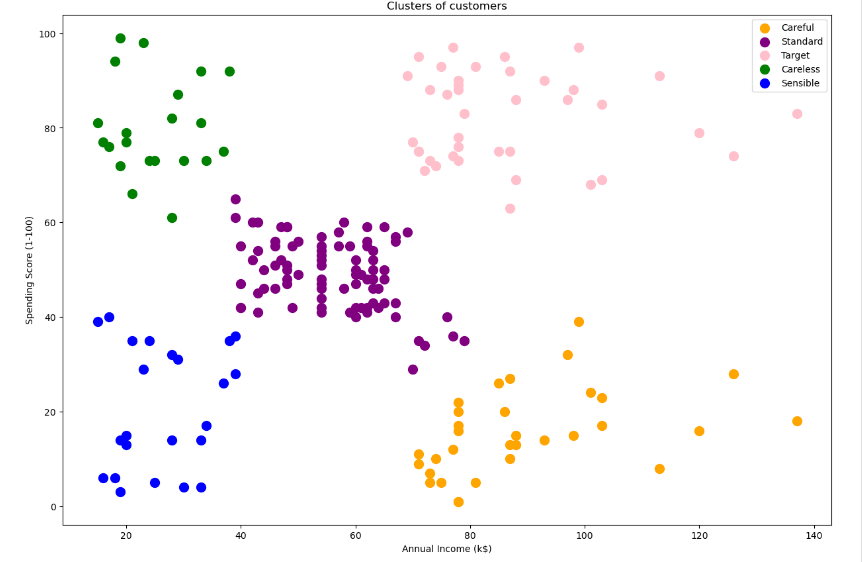 Clusters of customers
Careful
Standard
Target
Careless
Sensible
100
80
60
40
20
0
Spending Score (1-100)
20
40
60
80
100
120
140
Annual Income (k$)